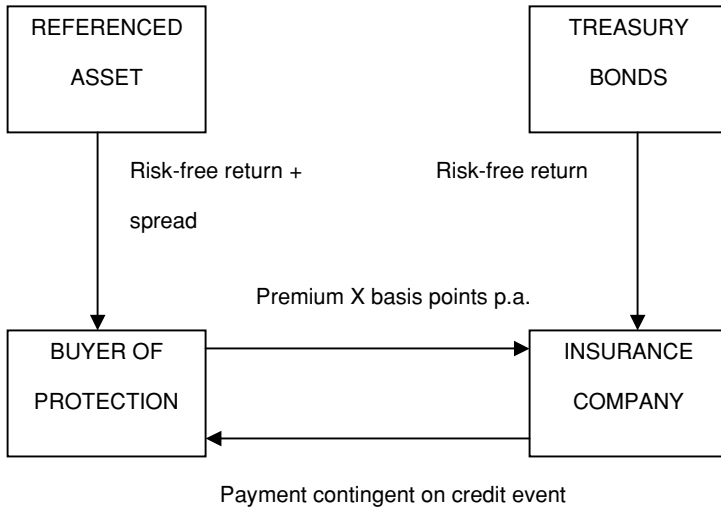 REFERENCED
ASSET
TREASURY
BONDS
Risk-free return +
spread
Risk-free return
Premium X basis points p.a.
BUYER OF
PROTECTION
INSURANCE
COMPANY
Payment contingent on credit event